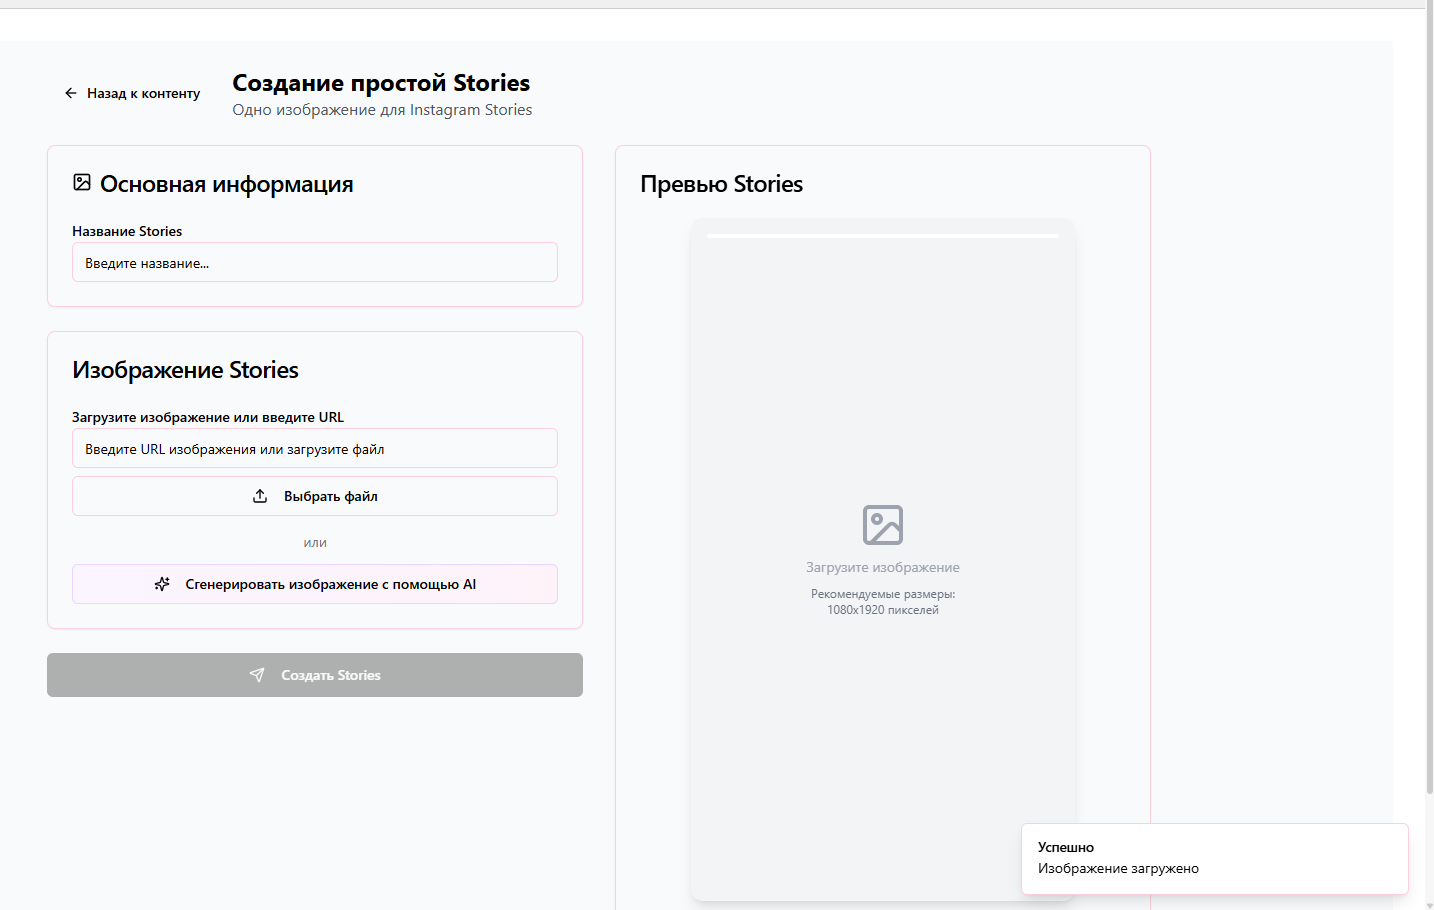 Назад к контенту
Создание простой Stories
Одно изображение для Instagram Stories
Основная информация
Название Stories
Введите название...
Изображение Stories
Загрузите изображение или введите URL
Введите URL изображения или загрузите файл
Выбрать файл
или
Сгенерировать изображение с помощью AI
Создать Stories
Превью Stories
Загрузите изображение
Рекомендуемые размеры:
1080x1920 пикселей
Успешно
Изображение загружено